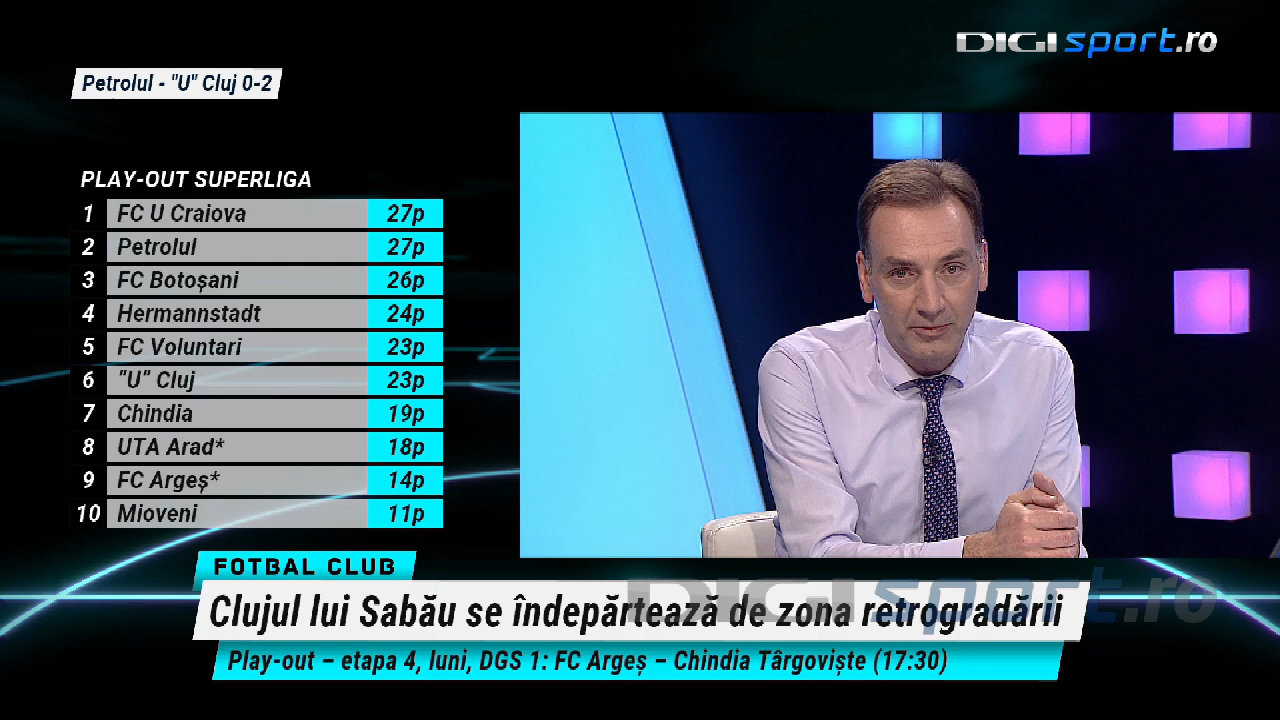 DIGI sport.ro
Petrolul - "U" Cluj 0-2
PLAY-OUT SUPERLIGA
1 FC U Craiova 27p
2 Petrolul 27p
3 FC Botoșani 26p
4 Hermannstadt 24p
5 FC Voluntari 23p
6 "U" Cluj 23p
7 Chindia 19p
8 UTA Arad* 18p
9 FC Argeș* 14p
10 Mioveni 11p
FOTBAL CLUB
Clujul lui Sabău se îndepărtează de zona retrogradării
DIGI sport.ro
Play-out – etapa 4, luni, DGS 1: FC Argeș – Chindia Târgoviște (17:30)